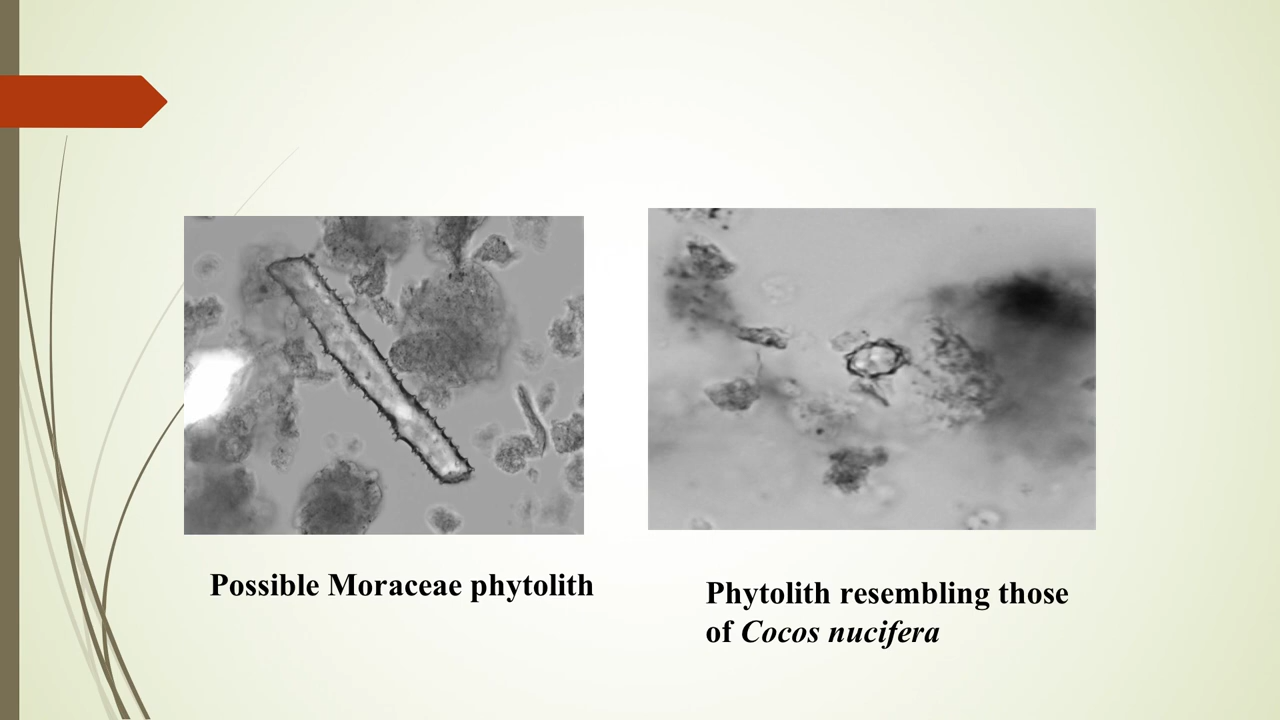 Possible Moraceae phytolith
Phytolith resembling those
of Cocos nucifera